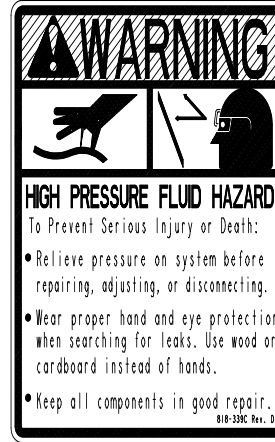 WARNING
HIGH PRESSURE FLUID HAZARD
To Prevent Serious Injury or Death:
• Relieve pressure on system before
repairing, adjusting, or disconnecting.
• Wear proper hand and eye protection
when searching for leaks. Use wood or
cardboard instead of hands.
• Keep all components in good repair.
818-339C Rev. D